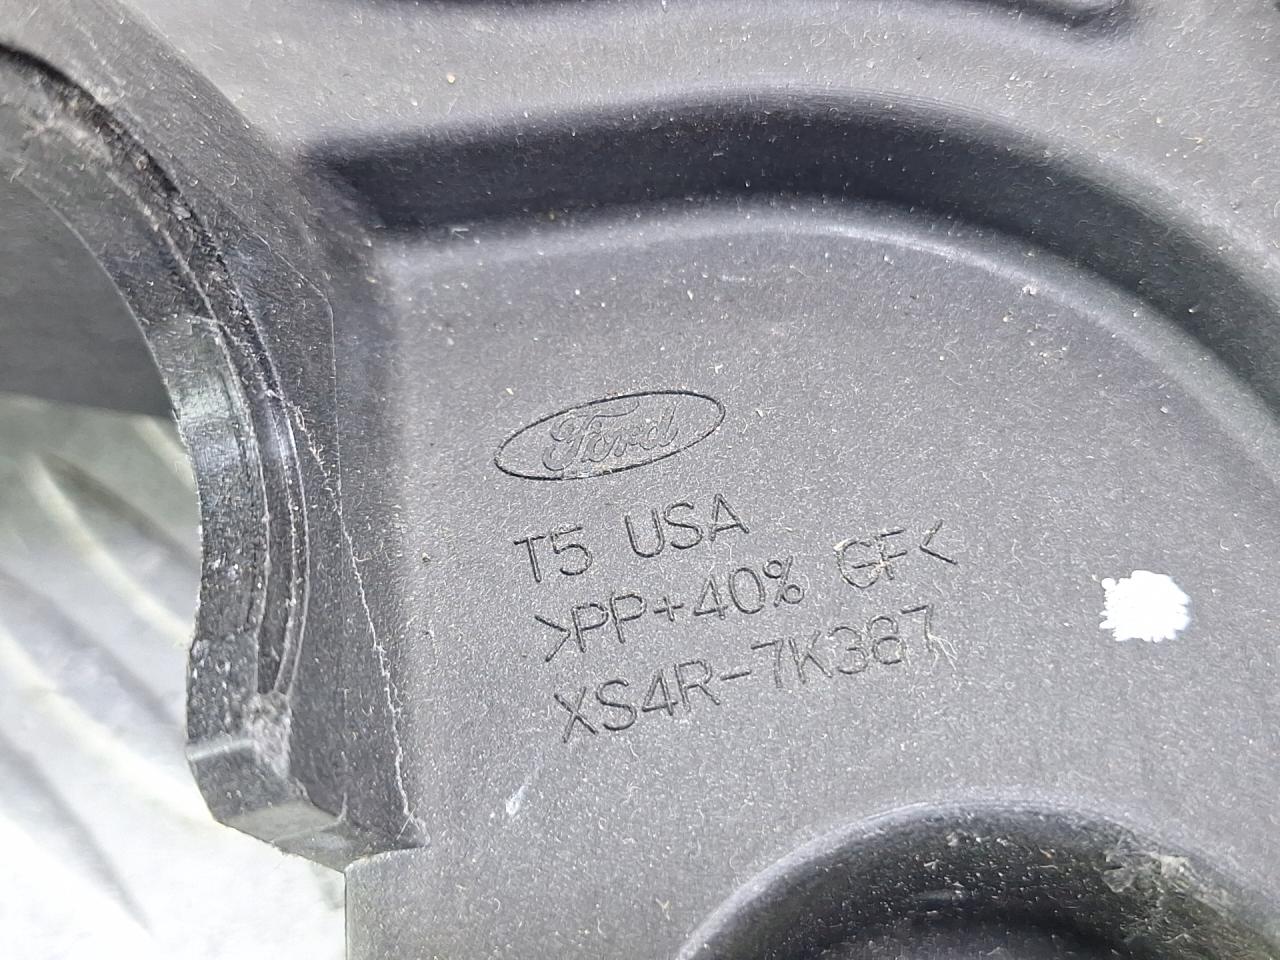 Ford
T5 USA
>PP+40% GF<
XS4R-7K387